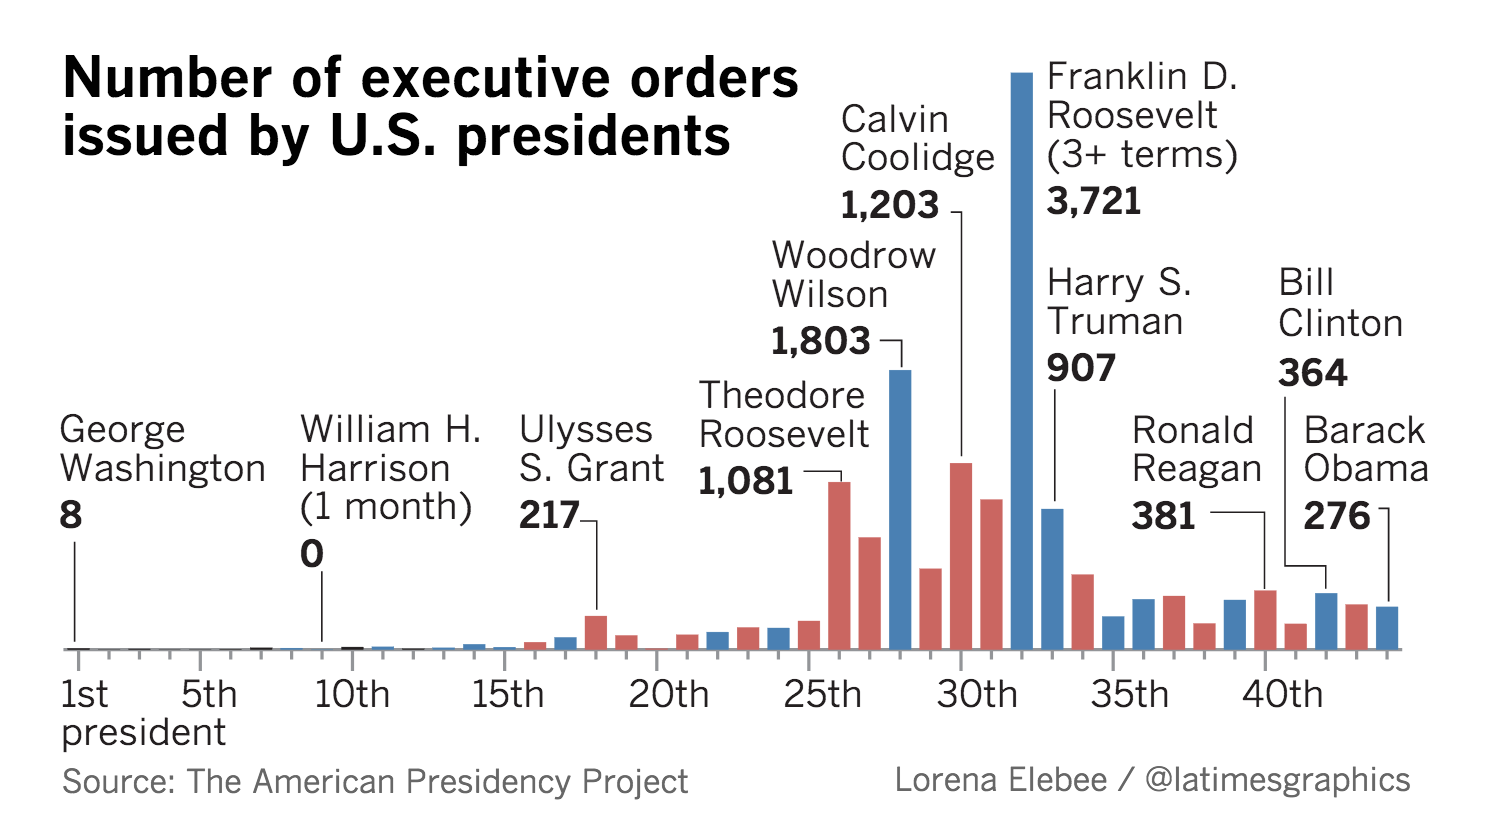 Number of executive orders
issued by U.S. presidents
George
Washington
8
William H.
Harrison
(1 month)
0
Ulysses
S. Grant
217
Theodore
Roosevelt
1,081
Woodrow
Wilson
1,803
Calvin
Coolidge
1,203
Franklin D.
Roosevelt
(3+ terms)
3,721
Harry S.
Truman
907
Ronald
Reagan
381
Bill
Clinton
364
Barack
Obama
276
1st
president
5th
10th
15th
20th
25th
30th
35th
40th
Source: The American Presidency Project
Lorena Elebee / @latimesgraphics